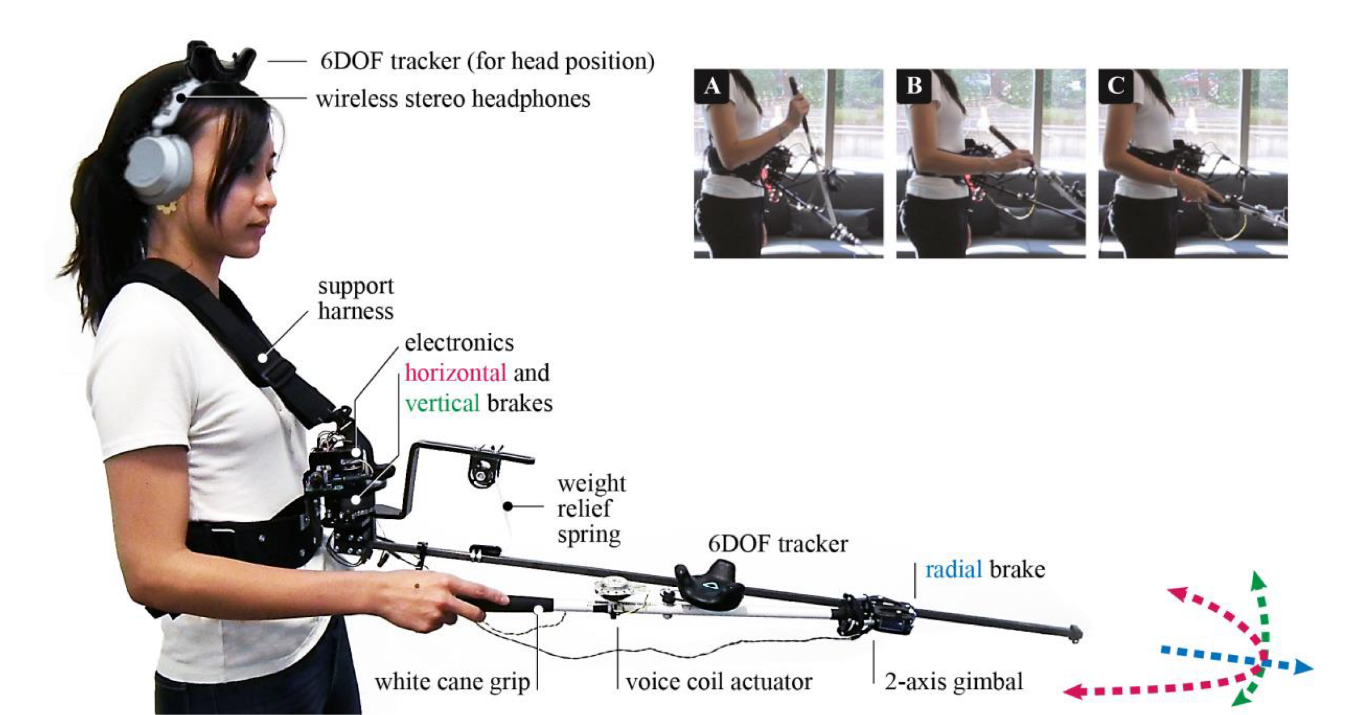 6DOF tracker (for head position)
wireless stereo headphones
A
B
C
support
harness
electronics
horizontal and
vertical brakes
weight
relief
spring
6DOF tracker
radial brake
white cane grip
voice coil actuator
2-axis gimbal